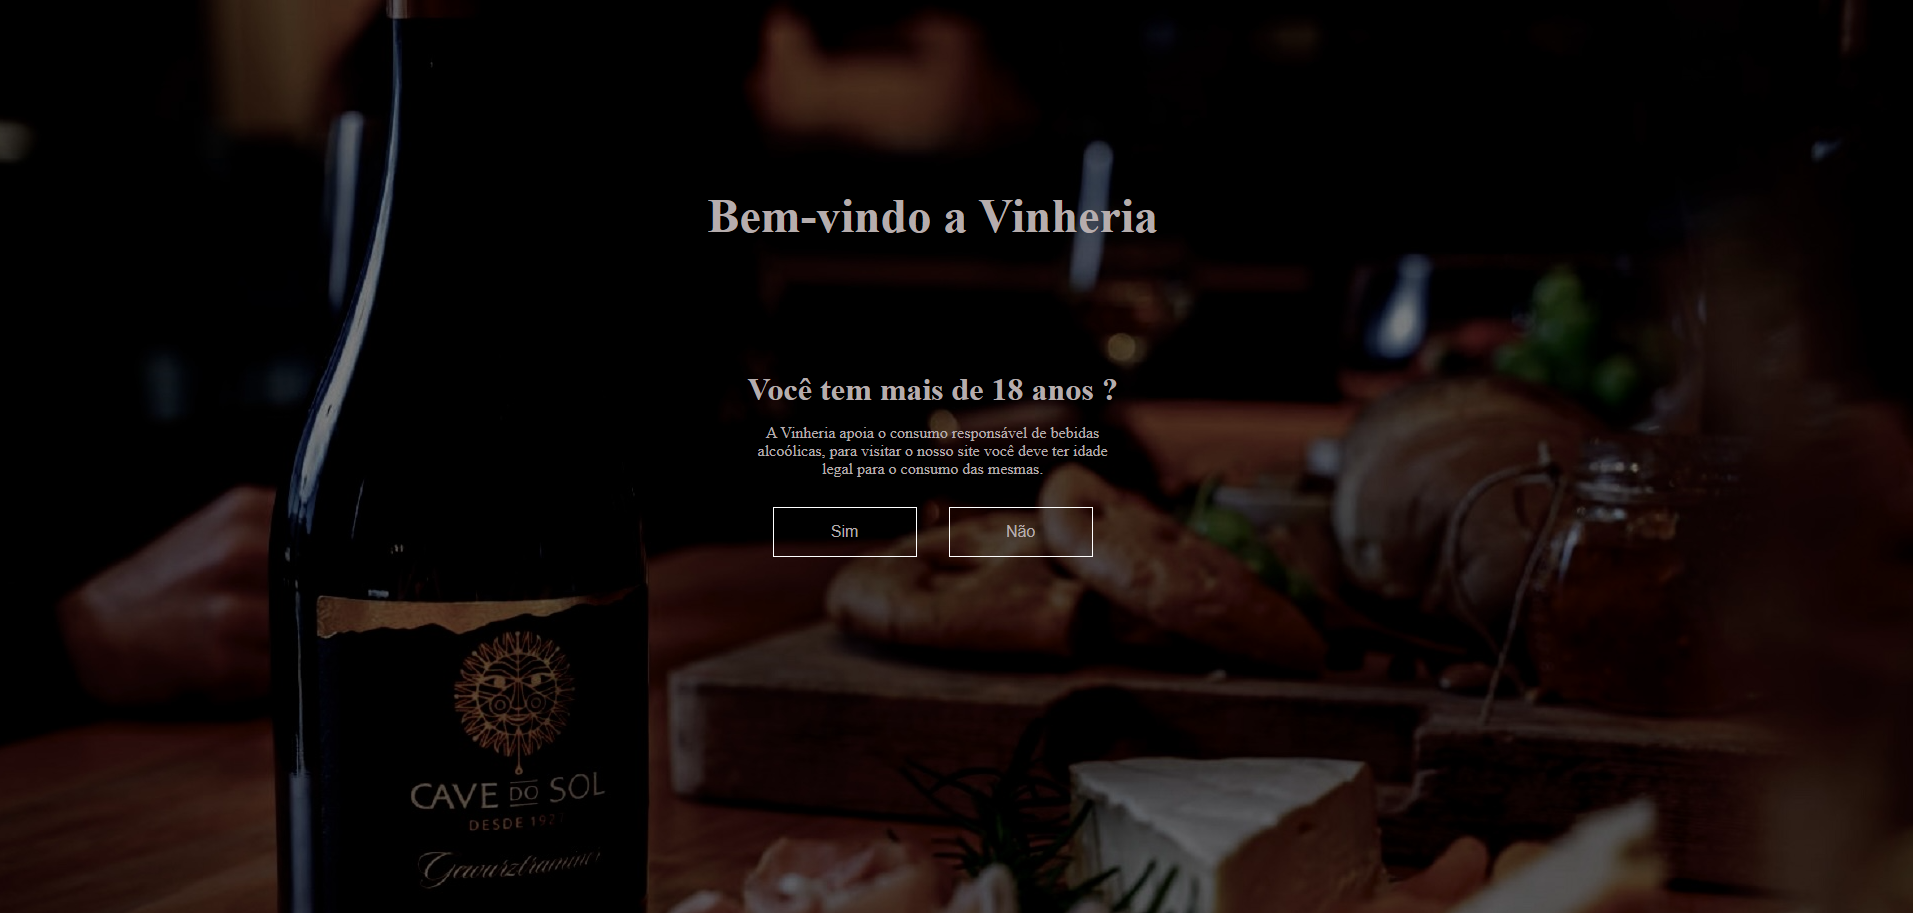 Bem-vindo a Vinheria
Você tem mais de 18 anos ?
A Vinheria apoia o consumo responsável de bebidas
alcoólicas, para visitar o nosso site você deve ter idade
legal para o consumo das mesmas.
Sim
Não
CAVE DO SOL
DESDE 192
Gewurztraminer